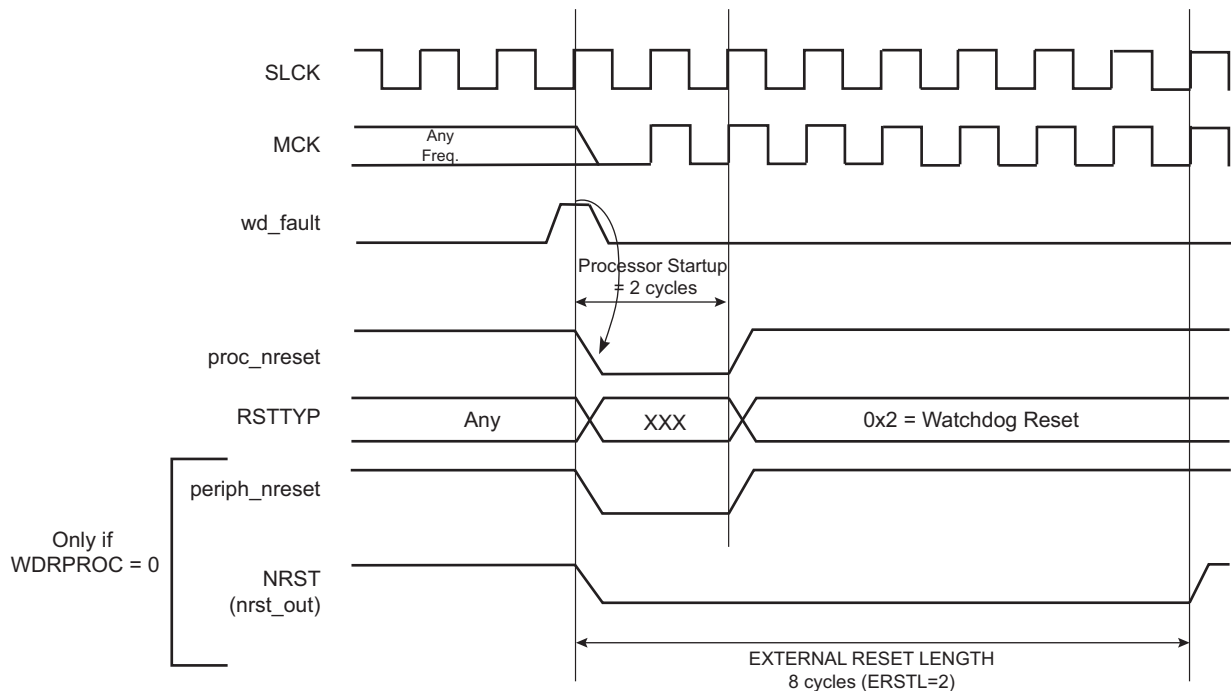 SLCK
MCK
Any
Freq.
wd_fault
Processor Startup
= 2 cycles
proc_nreset
RSTTYP
Any
XXX
0x2 = Watchdog Reset
periph_nreset
Only if
WDRPROC = 0
NRST
(nrst_out)
EXTERNAL RESET LENGTH
8 cycles (ERSTL=2)